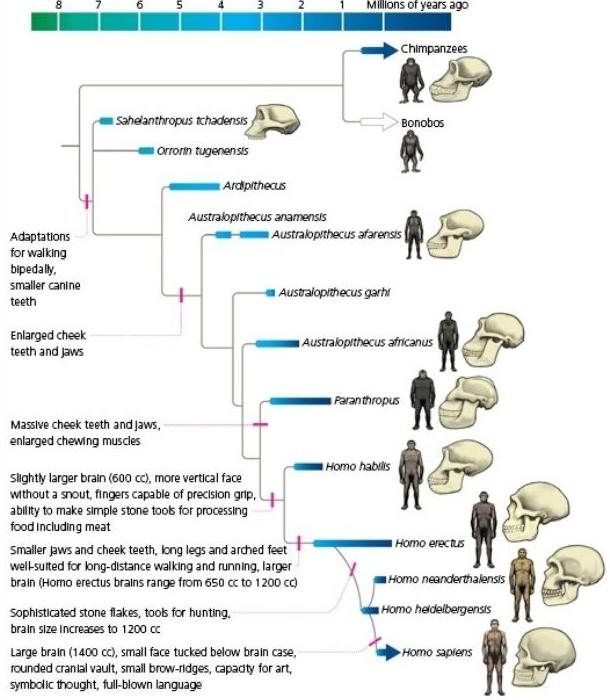 8 7 6 5 4 3 2 1 Millions of years ago
Chimpanzees
Sahelanthropus tchadensis
Bonobos
Orrorin tugenensis
Ardipithecus
Australopithecus anamensis
Australopithecus afarensis
Adaptations
for walking
bipedally,
smaller canine
teeth
Australopithecus garhi
Enlarged cheek
teeth and jaws
Australopithecus africanus
Paranthropus
Massive cheek teeth and jaws,
enlarged chewing muscles
Homo habilis
Slightly larger brain (600 cc), more vertical face
without a snout, fingers capable of precision grip,
ability to make simple stone tools for processing
food including meat
Homo erectus
Smaller jaws and cheek teeth, long legs and arched feet
well-suited for long-distance walking and running, larger
brain (Homo erectus brains range from 650 cc to 1200 cc)
Homo neanderthalensis
Homo heidelbergensis
Sophisticated stone flakes, tools for hunting,
brain size increases to 1200 cc
Homo sapiens
Large brain (1400 cc), small face tucked below brain case,
rounded cranial vault, small brow-ridges, capacity for art,
symbolic thought, full-blown language